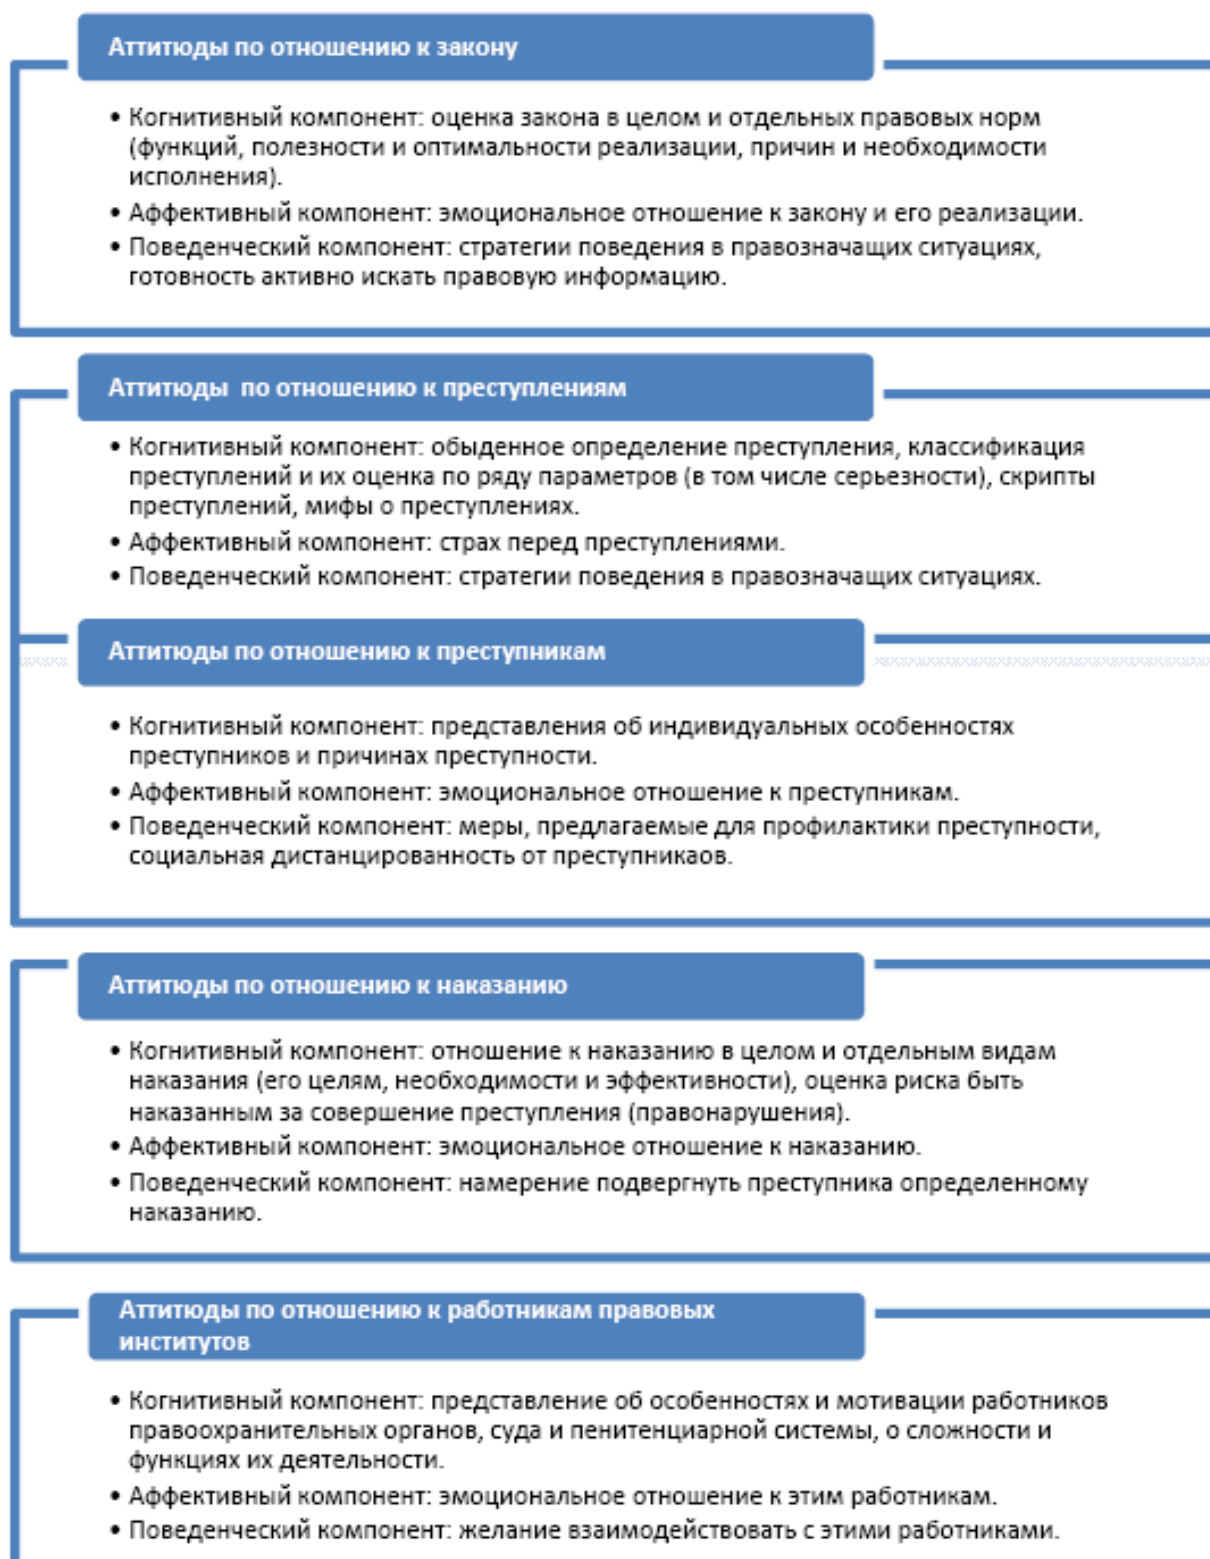 Аттитюды по отношению к закону
• Когнитивный компонент: оценка закона в целом и отдельных правовых норм
(функций, полезности и оптимальности реализации, причин и необходимости
исполнения).
• Аффективный компонент: эмоциональное отношение к закону и его реализации.
• Поведенческий компонент: стратегии поведения в правозначащих ситуациях,
готовность активно искать правовую информацию.
Аттитюды по отношению к преступлениям
• Когнитивный компонент: обыденное определение преступления, классификация
преступлений и их оценка по ряду параметров (в том числе серьезности), скрипты
преступлений, мифы о преступлениях.
• Аффективный компонент: страх перед преступлениями.
• Поведенческий компонент: стратегии поведения в правозначащих ситуациях.
Аттитюды по отношению к преступникам
• Когнитивный компонент: представления об индивидуальных особенностях
преступников и причинах преступности.
• Аффективный компонент: эмоциональное отношение к преступникам.
• Поведенческий компонент: меры, предлагаемые для профилактики преступности,
социальная дистанцированность от преступникаов.
Аттитюды по отношению к наказанию
• Когнитивный компонент: отношение к наказанию в целом и отдельным видам
наказания (его целям, необходимости и эффективности), оценка риска быть
наказанным за совершение преступления (правонарушения).
• Аффективный компонент: эмоциональное отношение к наказанию.
• Поведенческий компонент: намерение подвергнуть преступника определенному
наказанию.
Аттитюды по отношению к работникам правовых
институтов
• Когнитивный компонент: представление об особенностях и мотивации работников
правоохранительных органов, суда и пенитенциарной системы, о сложности и
функциях их деятельности.
• Аффективный компонент: эмоциональное отношение к этим работникам.
• Поведенческий компонент: желание взаимодействовать с этими работниками.